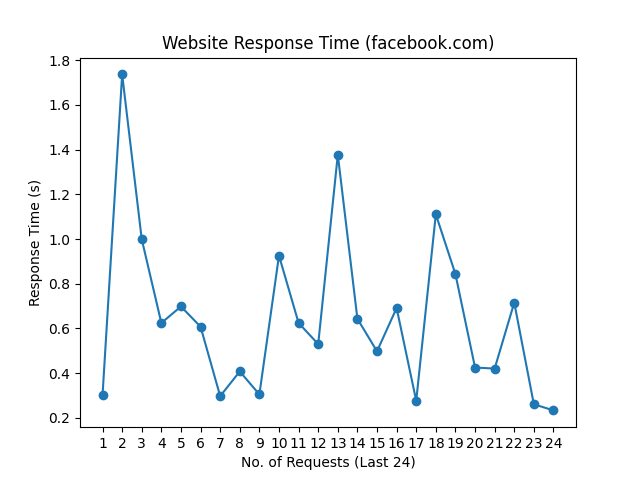 Website Response Time (facebook.com)
Response Time (s)
1.8
1.6
1.4
1.2
1.0
0.8
0.6
0.4
0.2
1 2 3 4 5 6 7 8 9 10 11 12 13 14 15 16 17 18 19 20 21 22 23 24
No. of Requests (Last 24)